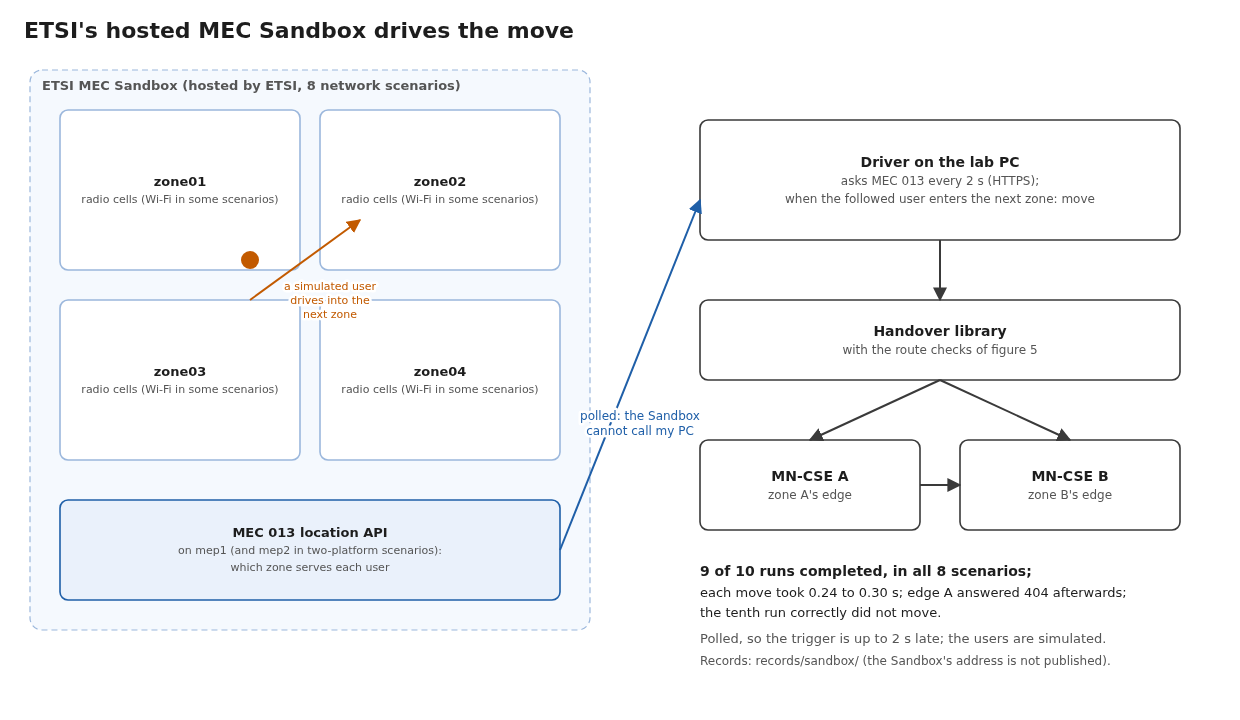 ETSI's hosted MEC Sandbox drives the move
ETSI MEC Sandbox (hosted by ETSI, 8 network scenarios)
zone01
radio cells (Wi-Fi in some scenarios)
zone02
radio cells (Wi-Fi in some scenarios)
a simulated user
drives into the
next zone
zone03
radio cells (Wi-Fi in some scenarios)
zone04
radio cells (Wi-Fi in some scenarios)
MEC 013 location API
on mep1 (and mep2 in two-platform scenarios):
which zone serves each user
polled: the Sandbox
cannot call my PC
Driver on the lab PC
asks MEC 013 every 2 s (HTTPS);
when the followed user enters the next zone: move
Handover library
with the route checks of figure 5
MN-CSE A
zone A's edge
MN-CSE B
zone B's edge
9 of 10 runs completed, in all 8 scenarios;
each move took 0.24 to 0.30 s; edge A answered 404 afterwards;
the tenth run correctly did not move.
Polled, so the trigger is up to 2 s late; the users are simulated.
Records: records/sandbox/ (the Sandbox's address is not published).